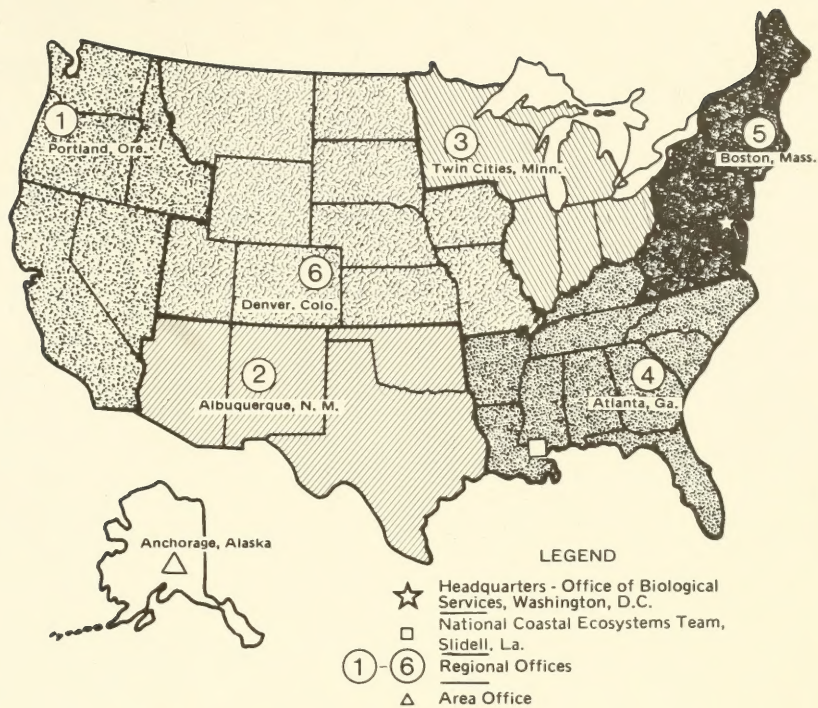 1
Portland, Ore.
3
Twin Cities, Minn.
5
Boston, Mass.
6
Denver. Colo.
2
Albuquerque, N. M.
4
Atlanta, Ga.
Anchorage, Alaska
LEGEND
Headquarters - Office of Biological
Services, Washington, D.C.
National Coastal Ecosystems Team,
Slidell, La.
1 - 6 Regional Offices
Area Office